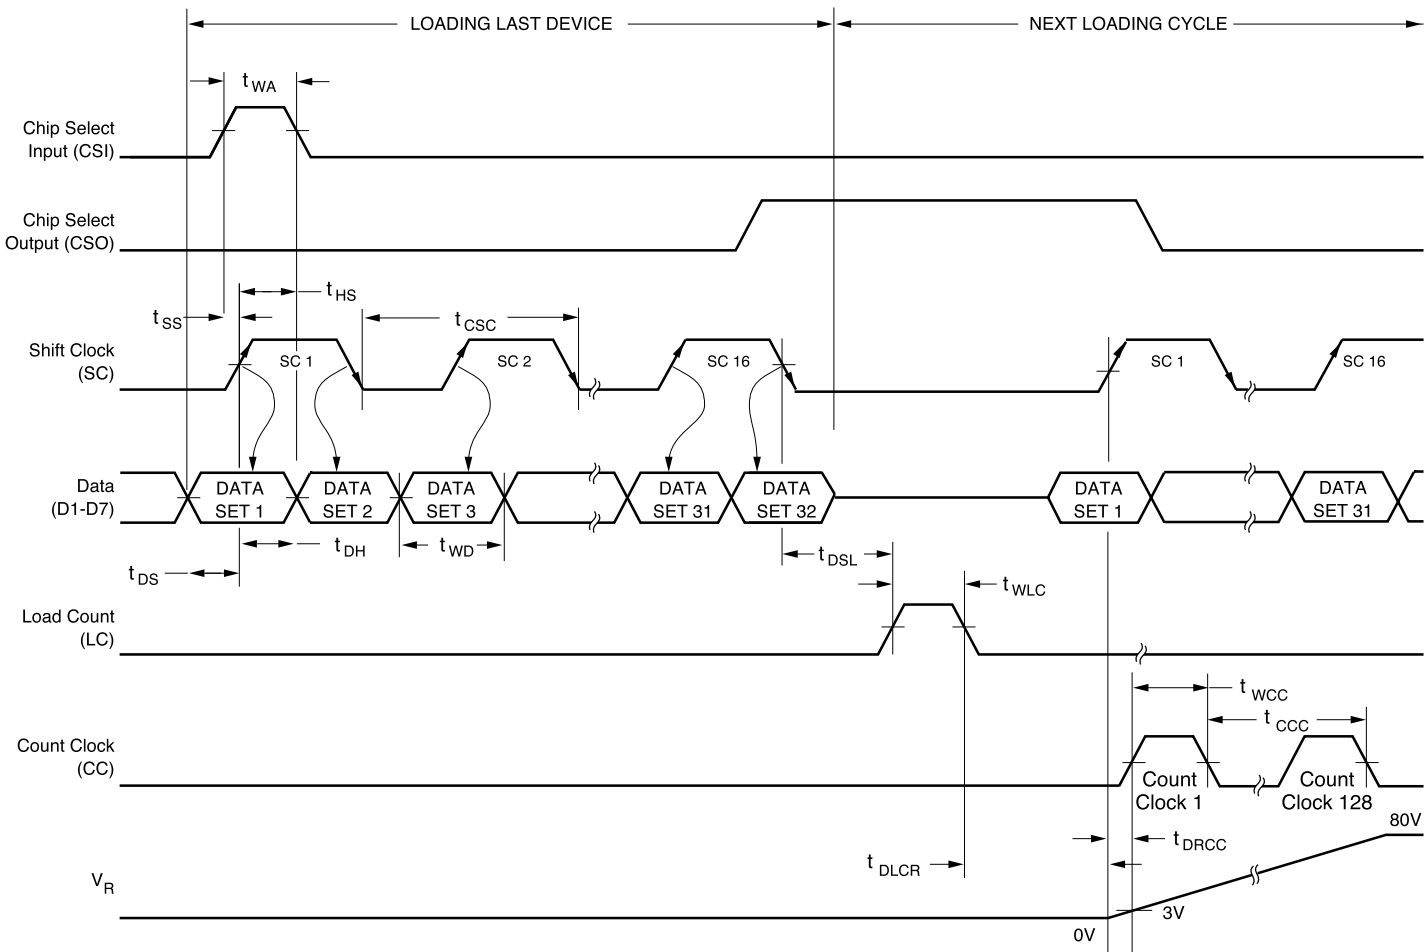 LOADING LAST DEVICE
NEXT LOADING CYCLE
t WA
Chip Select
Input (CSI)
Chip Select
Output (CSO)
t HS
t SS
t CSC
Shift Clock
(SC)
SC 1
SC 2
SC 16
SC 1
SC 16
Data
(D1-D7)
DATA
SET 1
DATA
SET 2
DATA
SET 3
DATA
SET 31
DATA
SET 32
DATA
SET 1
DATA
SET 31
t DH
t WD
t DSL
t DS
t WLC
Load Count
(LC)
t WCC
t CCC
Count Clock
(CC)
Count
Clock 1
Count
Clock 128
80V
t DRCC
t DLCR
VR
3V
0V